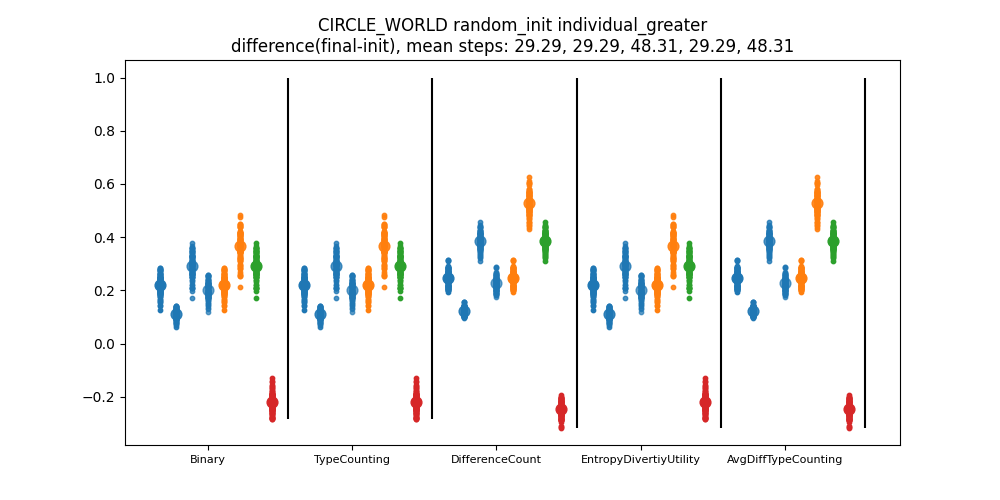 CIRCLE_WORLD random_init individual_greater
difference(final-init), mean steps: 29.29, 29.29, 48.31, 29.29, 48.31
1.0
0.8
0.6
0.4
0.2
0.0
−0.2
Binary TypeCounting DifferenceCount EntropyDivertiyUtility AvgDiffTypeCounting